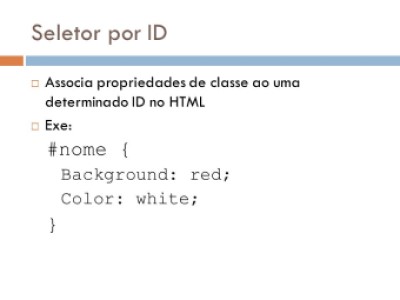 Seletor por ID
Associa propriedades de classe ao uma
determinado ID no HTML
Exe:
#nome {
Background: red;
Color: white;
}